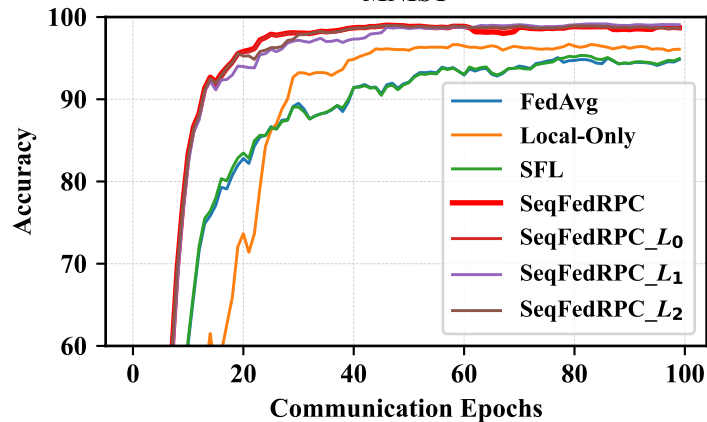 100
90
80
70
60
Accuracy
0
20
40
60
80
100
Communication Epochs
FedAvg
Local-Only
SFL
SeqFedRPC
SeqFedRPC_L₀
SeqFedRPC_L₁
SeqFedRPC_L₂